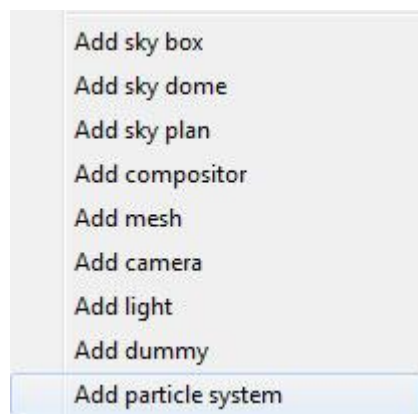 Add sky box
Add sky dome
Add sky plan
Add compositor
Add mesh
Add camera
Add light
Add dummy
Add particle system